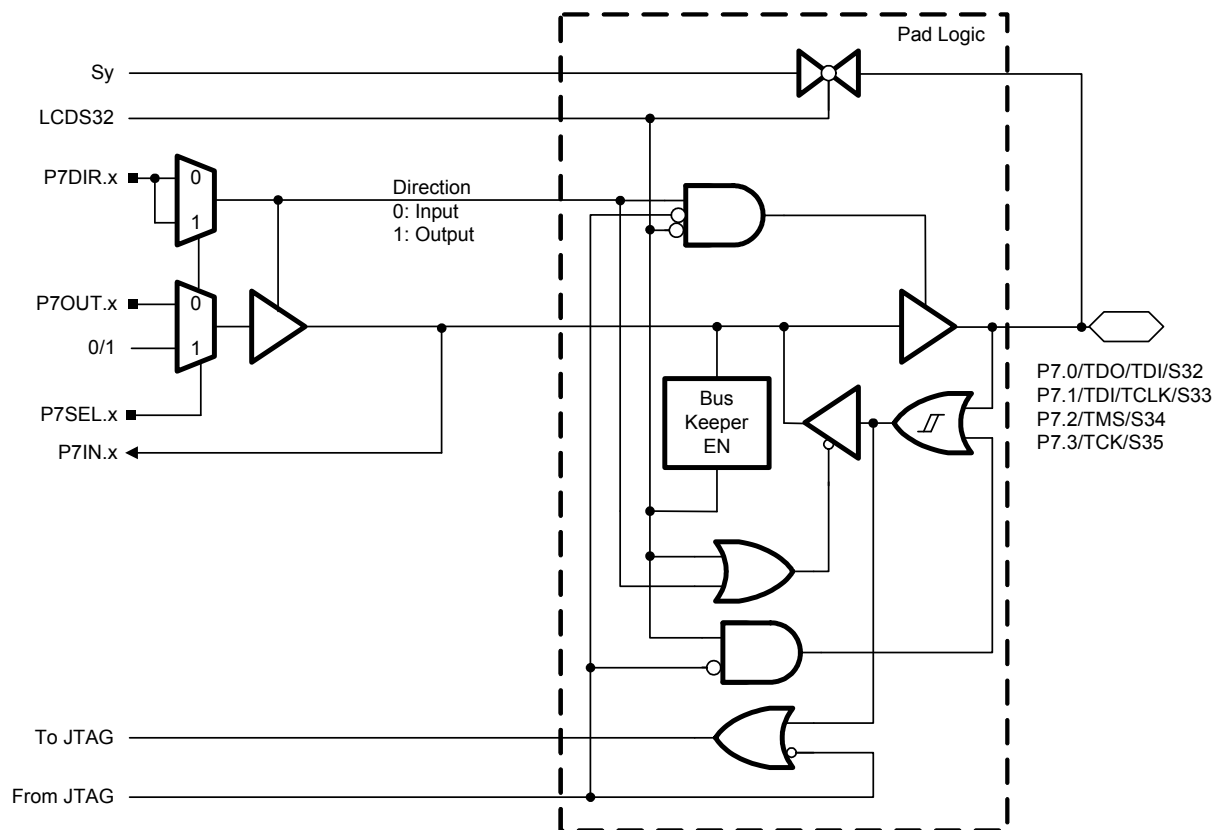 Pad Logic
Sy
LCDS32
P7DIR.x
0
1
Direction
0: Input
1: Output
P7OUT.x
0
0/1
1
P7SEL.x
P7IN.x
Bus
Keeper
EN
P7.0/TDO/TDI/S32
P7.1/TDI/TCLK/S33
P7.2/TMS/S34
P7.3/TCK/S35
To JTAG
From JTAG